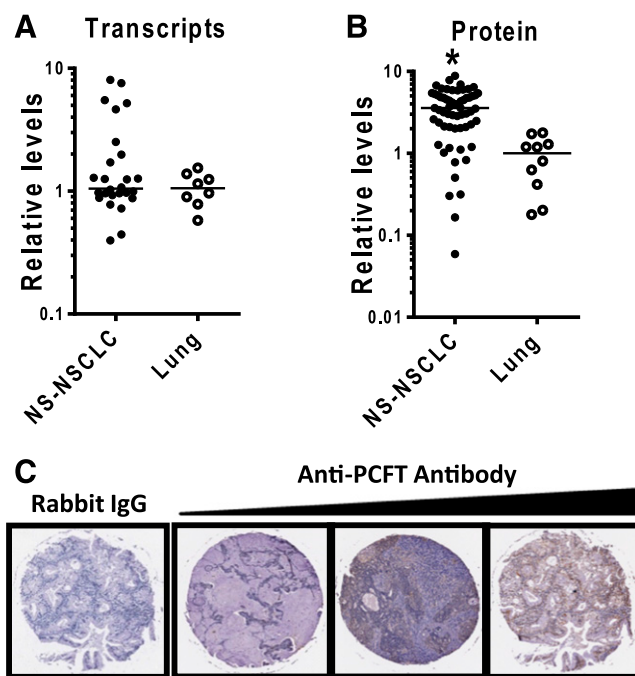 A Transcripts
Relative levels
10
1
0.1
NS-NSCLC
Lung
B Protein
*
Relative levels
10
1
0.1
0.01
NS-NSCLC
Lung
C
Anti-PCFT Antibody
Rabbit IgG